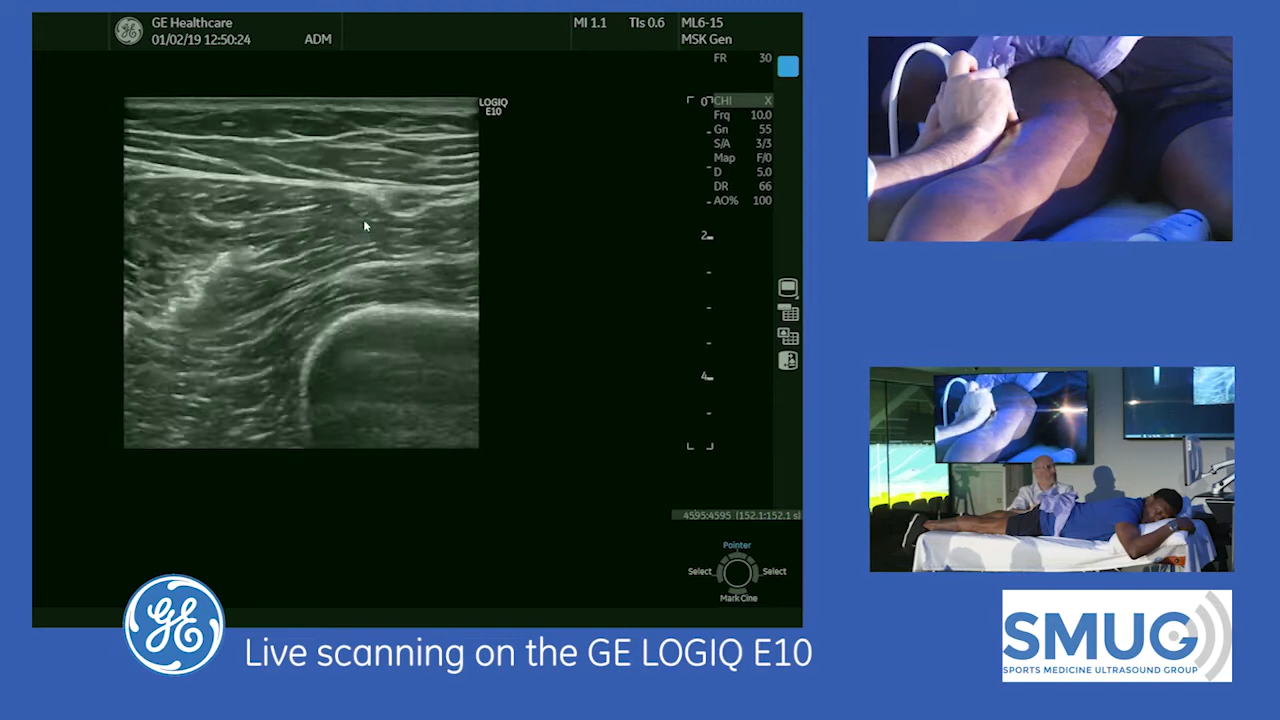 GE Healthcare
01/02/19 12:50:24
ADM
MI 1.1
TIs 0.6
ML6-15
MSK Gen
FR 30
LOGIQ
E10
0
CHI X
Frq 10.0
Gn 55
S/A 3/3
Map F/0
D 5.0
DR 66
AO% 100
2
4
4595:4595 (152.1:152.1 s)
Pointer
Select
Select
Mark Cine
GE
Live scanning on the GE LOGIQ E10
SMUG
SPORTS MEDICINE ULTRASOUND GROUP